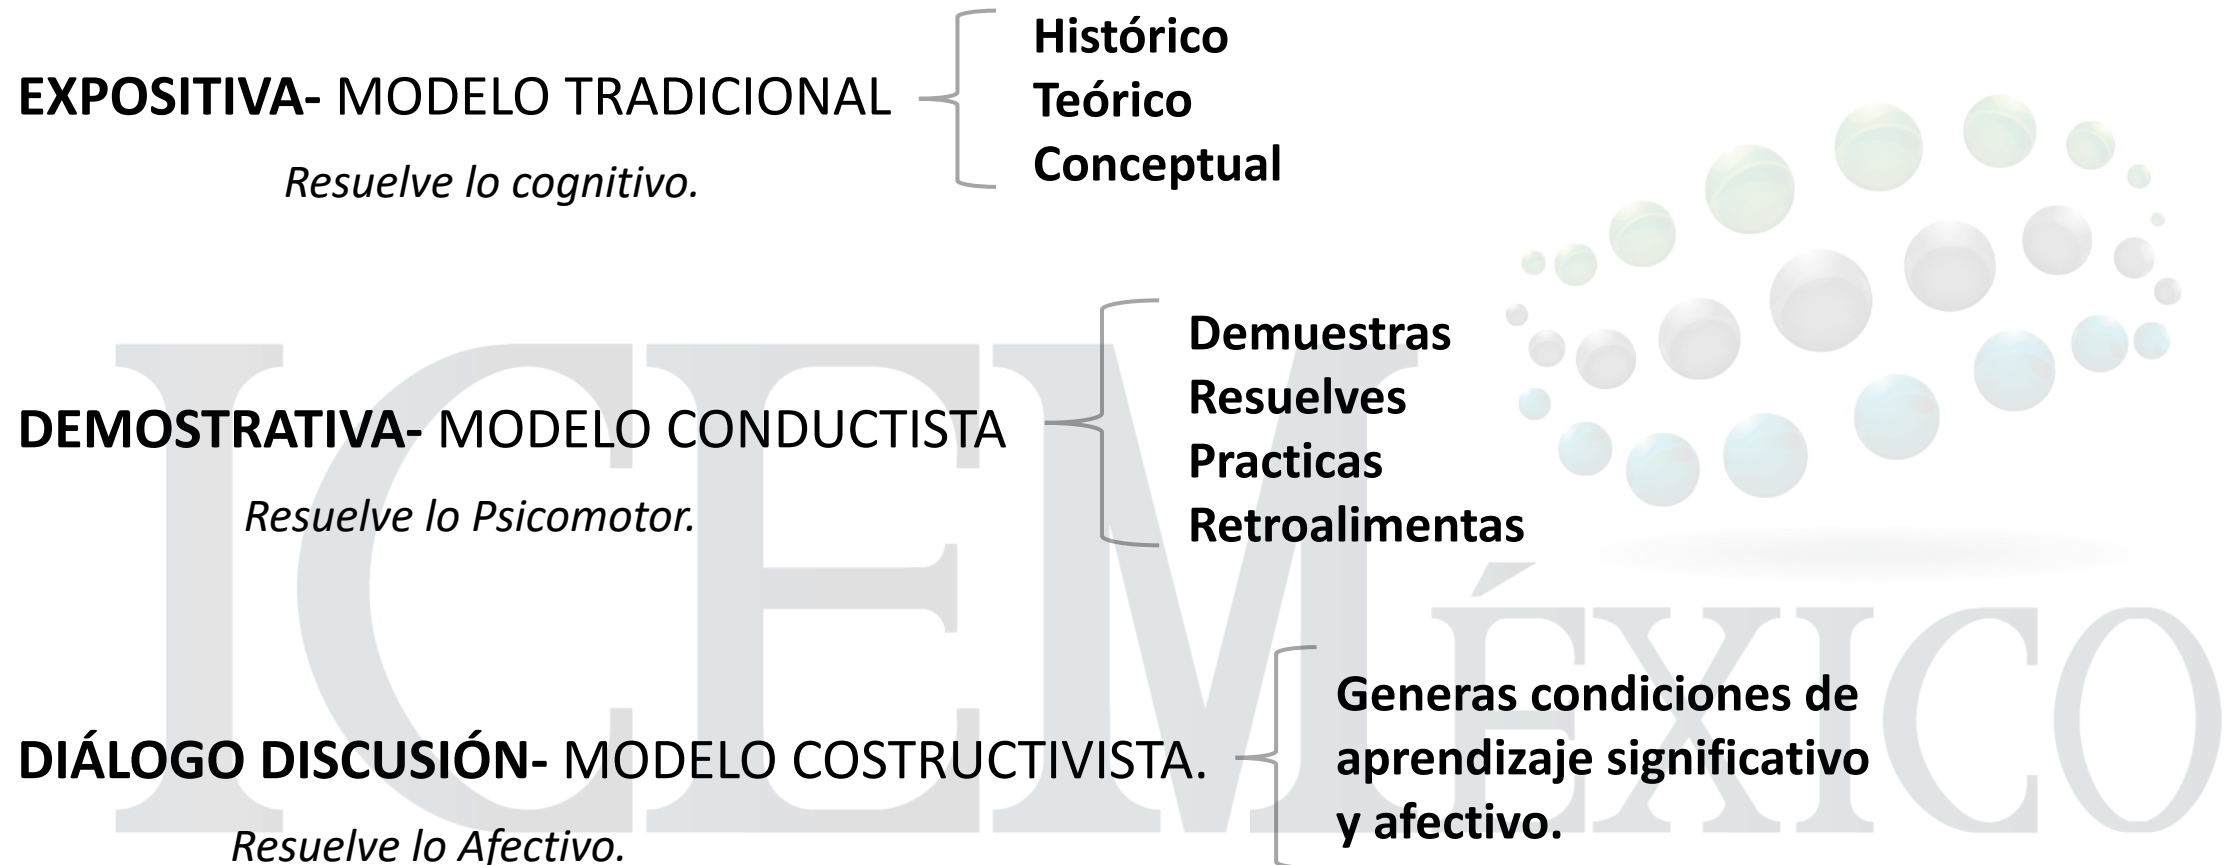 EXPOSITIVA- MODELO TRADICIONAL
Resuelve lo cognitivo.
Histórico
Teórico
Conceptual
DEMOSTRATIVA- MODELO CONDUCTISTA
Resuelve lo Psicomotor.
Demuestras
Resuelves
Practicas
Retroalimentas
DIÁLOGO DISCUSIÓN- MODELO COSTRUCTIVISTA.
Resuelve lo Afectivo.
Generas condiciones de
aprendizaje significativo
y afectivo.
ICEMÉXICO